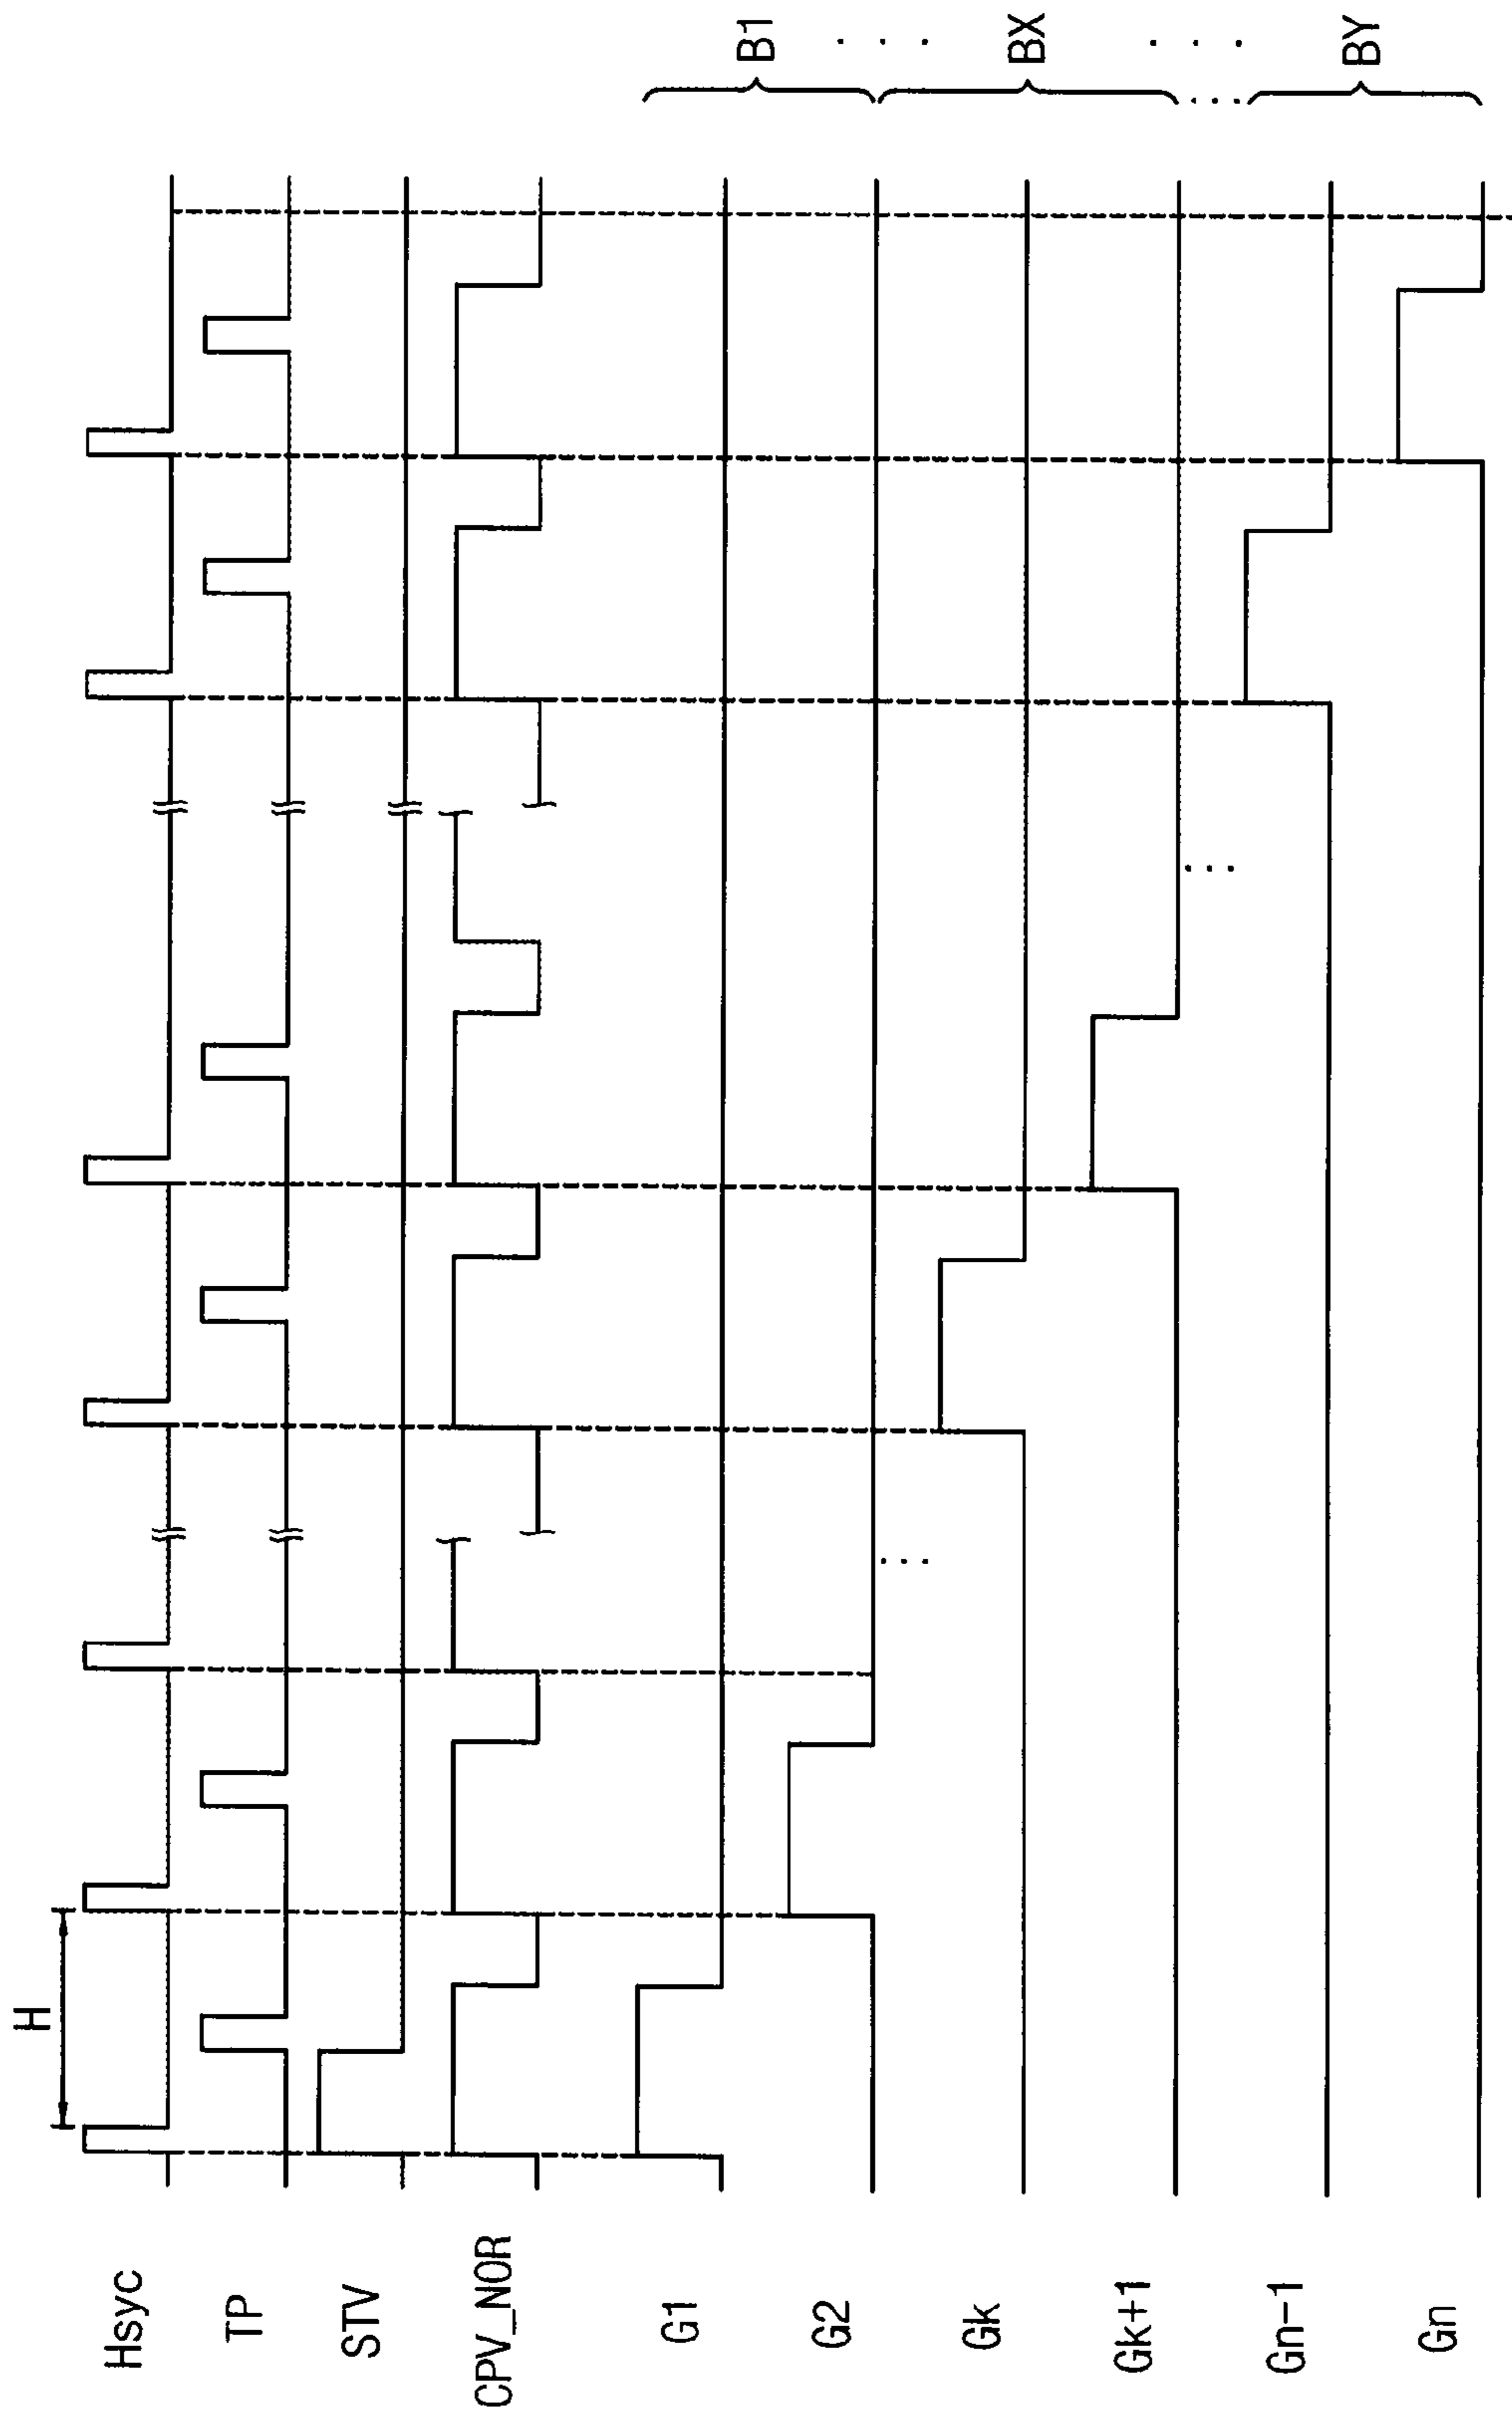 H
Hsyc
TP
STV
CPV_NOR
G1
G2
Gk
Gk+1
Gn-1
Gn
B1
BX
BY